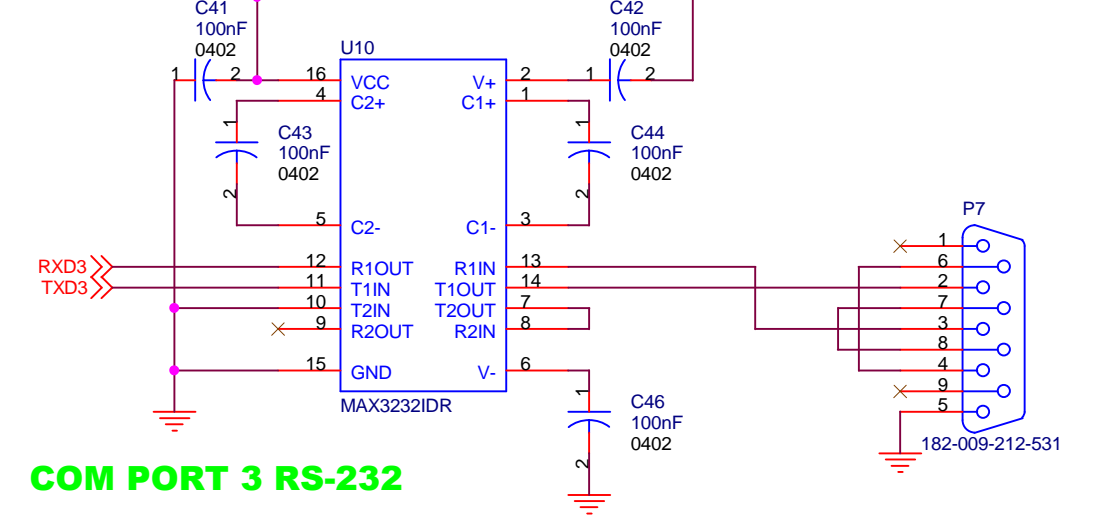 C41
100nF
0402
C42
100nF
0402
U10
1
2
16
VCC
V+
2
1
2
4
C2+
C1+
1
1
C43
100nF
0402
2
1
C44
100nF
0402
2
5
C2-
C1-
3
P7
RXD3
12
R1OUT
R1IN
13
TXD3
11
T1IN
T1OUT
14
10
T2IN
T2OUT
7
9
R2OUT
R2IN
8
15
GND
V-
6
MAX3232IDR
1
C46
100nF
0402
2
1
6
2
7
3
8
4
9
5
182-009-212-531
COM PORT 3 RS-232